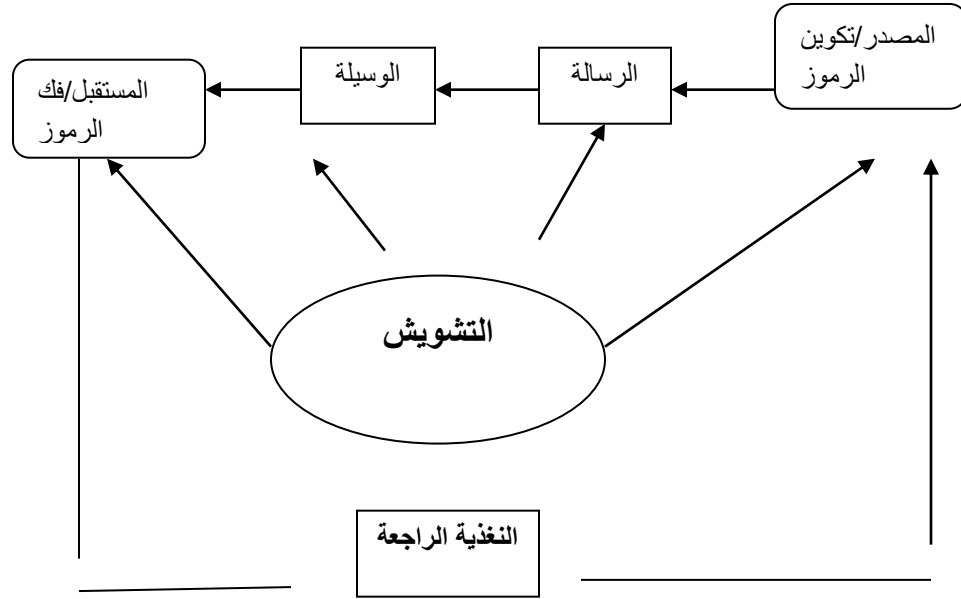 المصدر/تكوين
الرموز
الرسالة
الوسيلة
المستقبل/فك
الرموز
التشويش
النغذية الراجعة